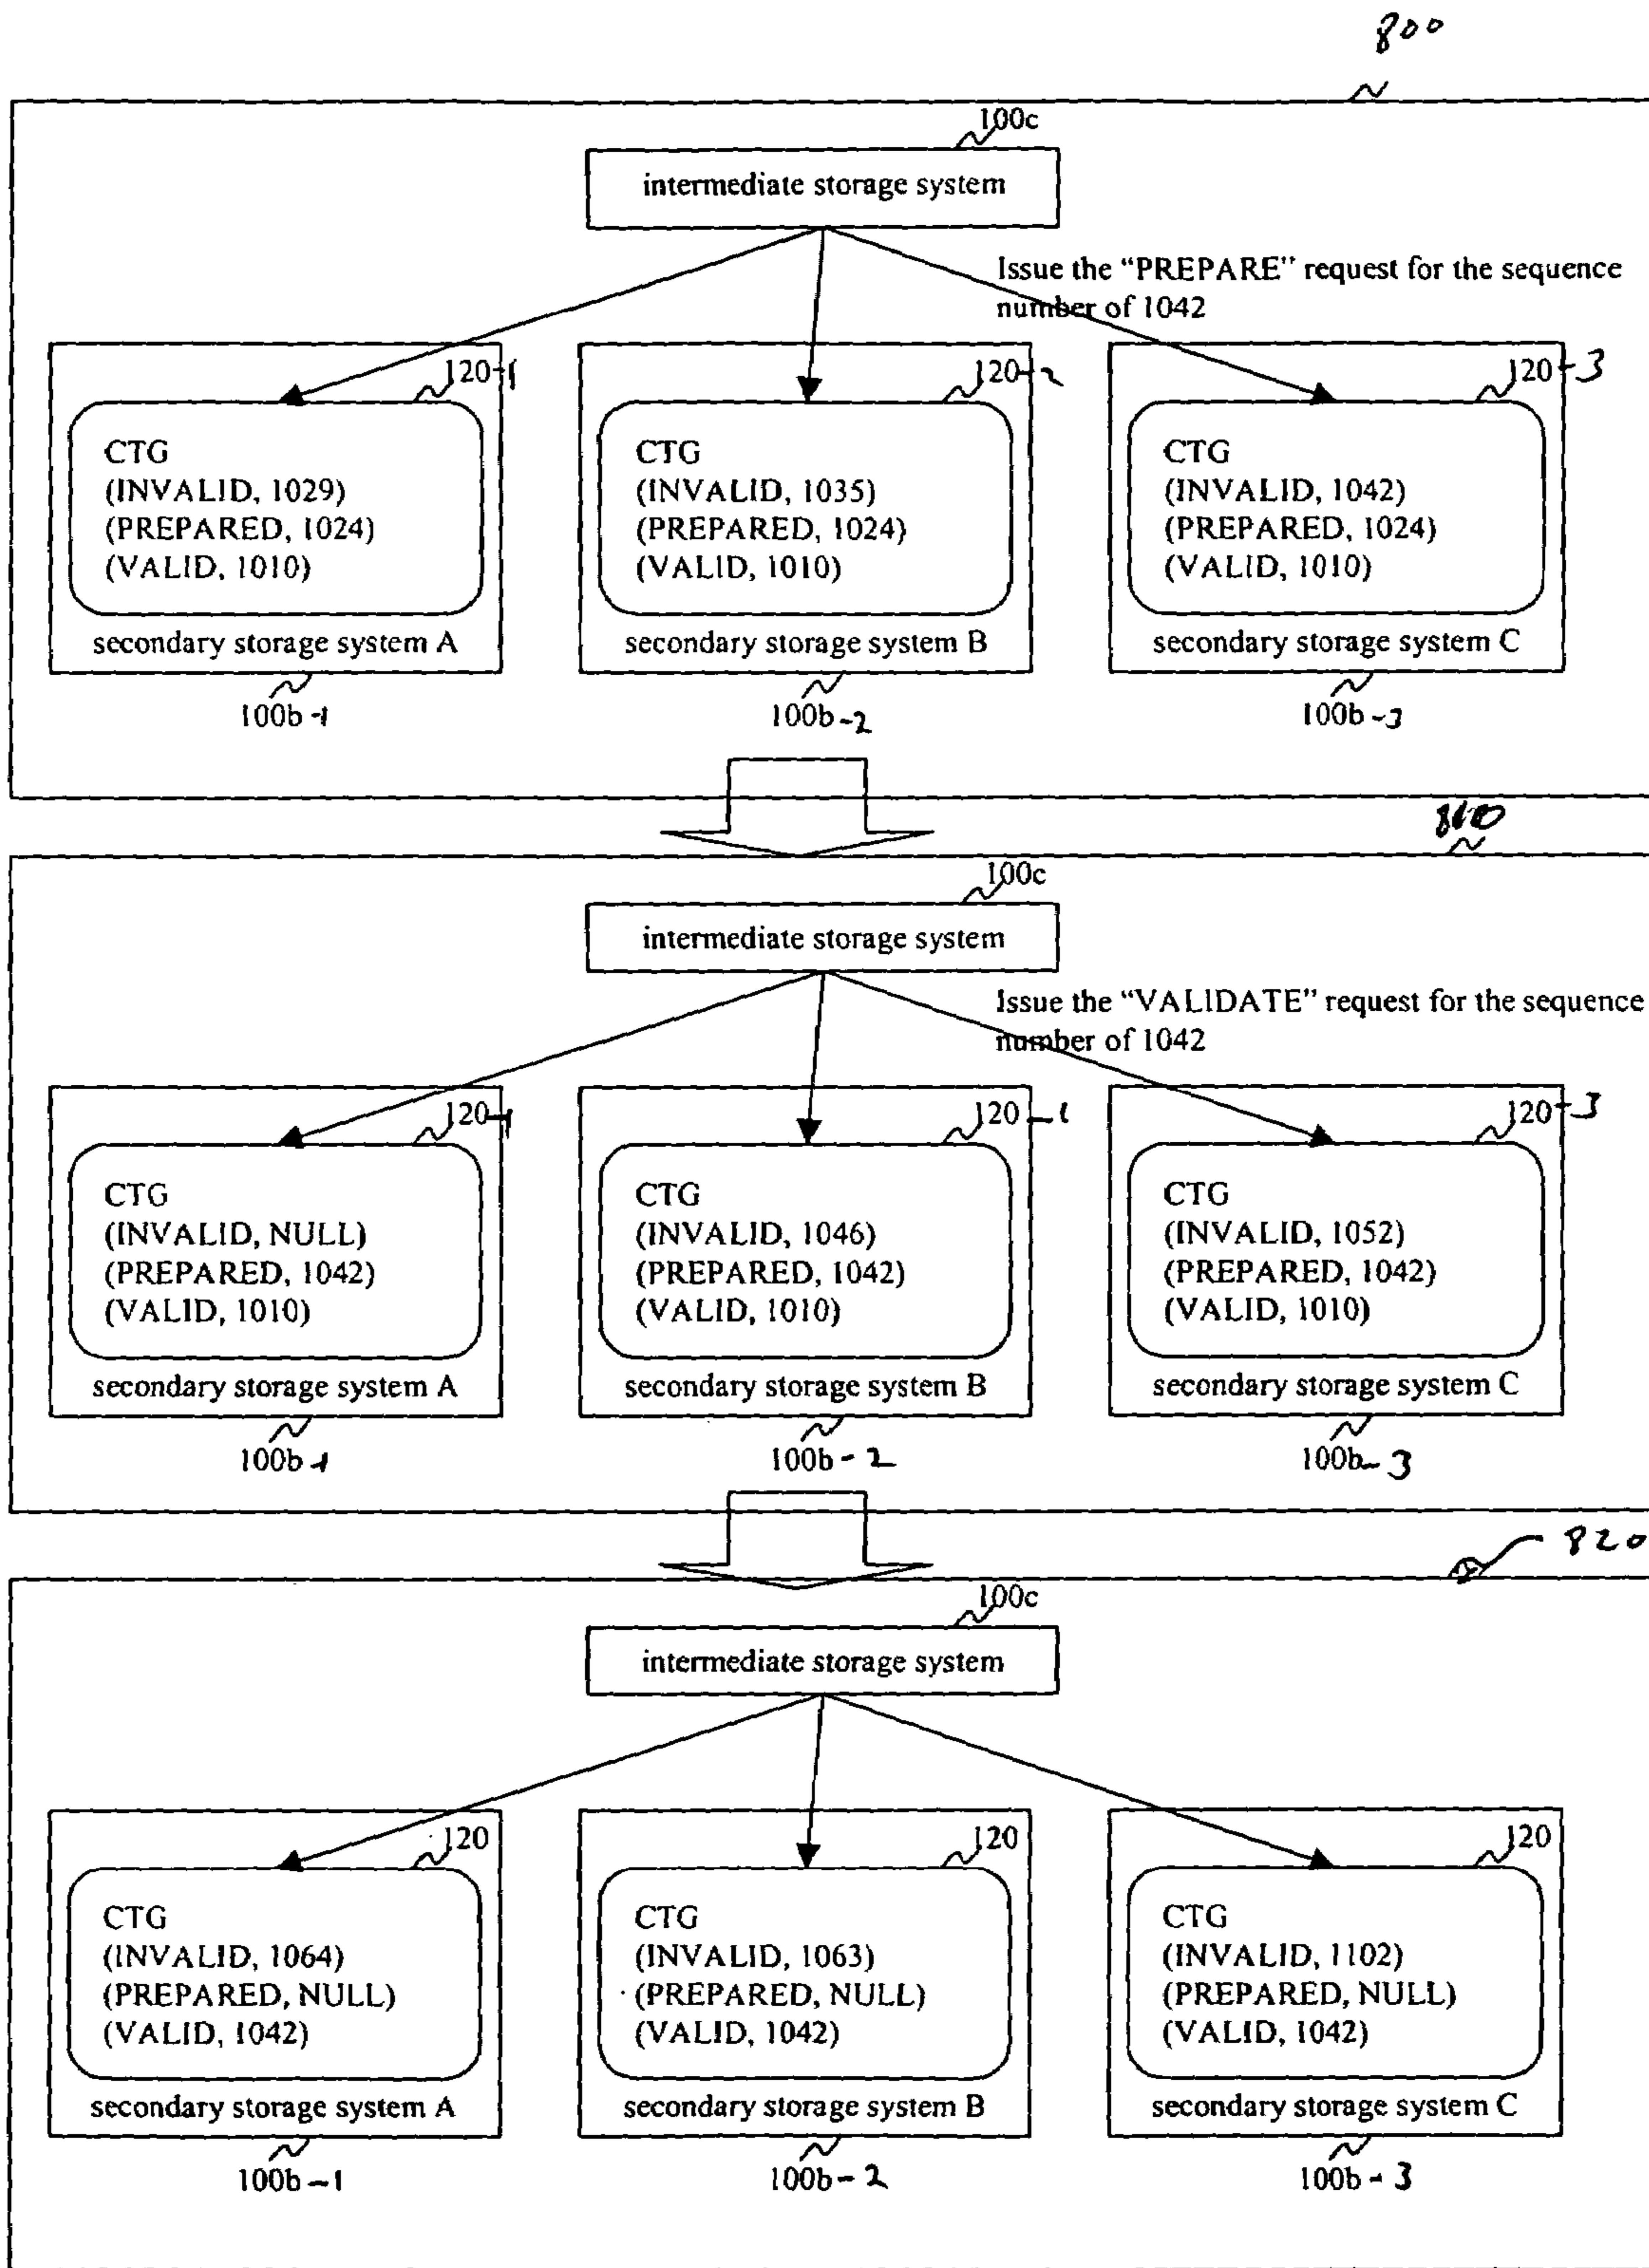 800
100c
intermediate storage system
Issue the "PREPARE" request for the sequence
number of 1042
120-1
120-2
120-3
CTG
(INVALID, 1029)
(PREPARED, 1024)
(VALID, 1010)
secondary storage system A
100b-1
CTG
(INVALID, 1035)
(PREPARED, 1024)
(VALID, 1010)
secondary storage system B
100b-2
CTG
(INVALID, 1042)
(PREPARED, 1024)
(VALID, 1010)
secondary storage system C
100b-3
810
100c
intermediate storage system
Issue the "VALIDATE" request for the sequence
number of 1042
120-1
120-1
120-3
CTG
(INVALID, NULL)
(PREPARED, 1042)
(VALID, 1010)
secondary storage system A
100b-1
CTG
(INVALID, 1046)
(PREPARED, 1042)
(VALID, 1010)
secondary storage system B
100b-2
CTG
(INVALID, 1052)
(PREPARED, 1042)
(VALID, 1010)
secondary storage system C
100b-3
820
100c
intermediate storage system
120
120
120
CTG
(INVALID, 1064)
(PREPARED, NULL)
(VALID, 1042)
secondary storage system A
100b-1
CTG
(INVALID, 1063)
(PREPARED, NULL)
(VALID, 1042)
secondary storage system B
100b-2
CTG
(INVALID, 1102)
(PREPARED, NULL)
(VALID, 1042)
secondary storage system C
100b-3